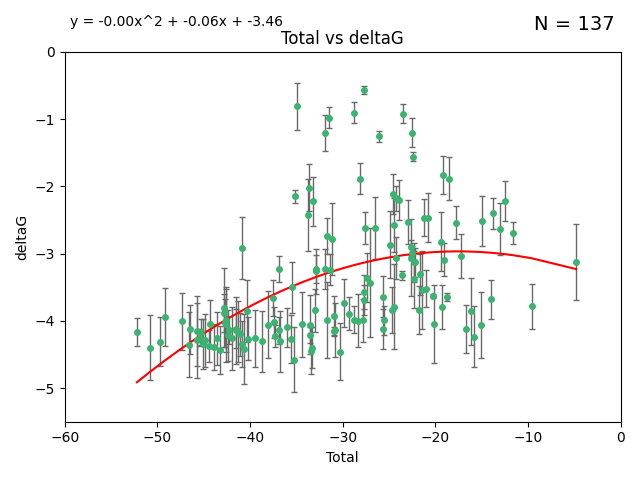 y = -0.00x^2 + -0.06x + -3.46
N = 137
Total vs deltaG
0
−1
−2
−3
−4
−5
deltaG
−60 −50 −40 −30 −20 −10 0
Total